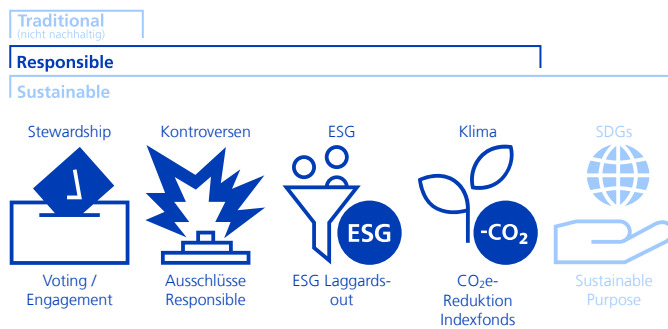 Traditional
(nicht nachhaltig)
Responsible
Sustainable
Stewardship
Kontroversen
ESG
Klima
SDGs
ESG
-CO₂
Voting /
Engagement
Ausschlüsse
Responsible
ESG Laggards-
out
CO₂e-
Reduktion
Indexfonds
Sustainable
Purpose